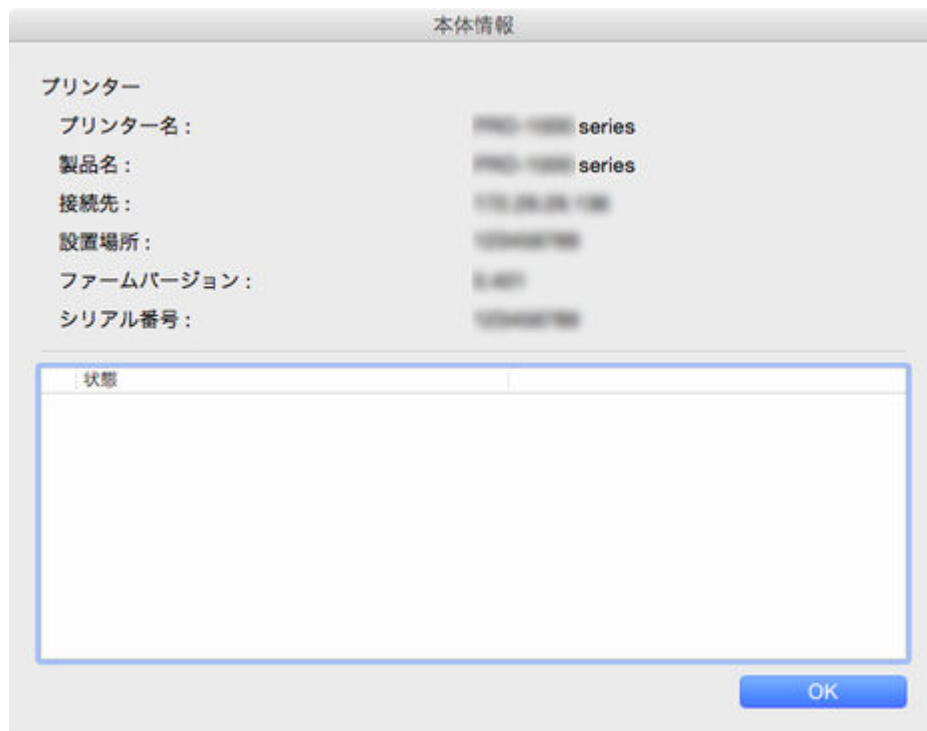 本体情報
プリンター
プリンター名 : series
製品名 : series
接続先 :
設置場所 :
ファームバージョン :
シリアル番号 :
状態
OK